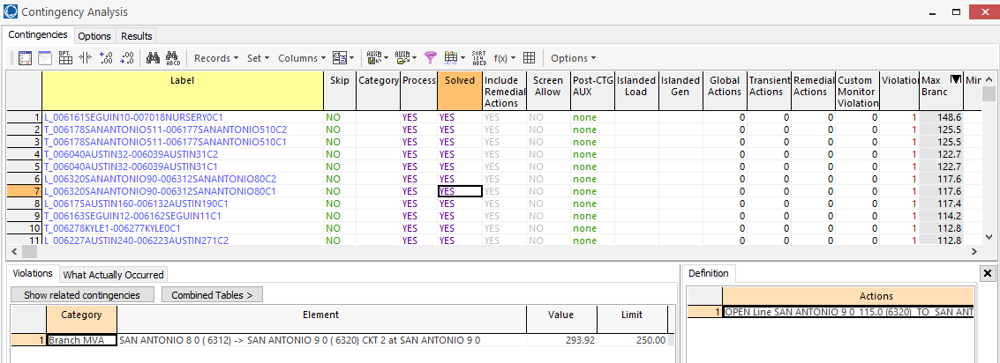 Contingency Analysis
Contingencies Options Results
Records Set Columns AUXB AUXB SORT 124 ABCD f(x) Options
Label Skip Category Process Solved Include Remedial Actions Screen Allow Post-CTG AUX Islanded Load Islanded Gen Global Actions Transient Actions Remedial Actions Custom Monitor Violation Violation Max Branc Min
1 L_006161SEGUIN10-007018NURSERY0C1 NO YES YES YES NO none 0 0 0 0 1 148.6
2 T_006178SANANTONIO511-006177SANANTONIO510C2 NO YES YES YES NO none 0 0 0 0 1 125.5
3 T_006178SANANTONIO511-006177SANANTONIO510C1 NO YES YES YES NO none 0 0 0 0 1 125.5
4 T_006040AUSTIN32-006039AUSTIN31C2 NO YES YES YES NO none 0 0 0 0 1 122.7
5 T_006040AUSTIN32-006039AUSTIN31C1 NO YES YES YES NO none 0 0 0 0 1 122.7
6 L_006320SANANTONIO90-006312SANANTONIO80C2 NO YES YES YES NO none 0 0 0 0 1 117.6
7 L_006320SANANTONIO90-006312SANANTONIO80C1 NO YES YES YES NO none 0 0 0 0 1 117.6
8 L_006175AUSTIN160-006132AUSTIN190C1 NO YES YES YES NO none 0 0 0 0 1 117.4
9 T_006163SEGUIN12-006162SEGUIN11C1 NO YES YES YES NO none 0 0 0 0 1 114.2
10 T_006278KYLE1-006277KYLE0C1 NO YES YES YES NO none 0 0 0 0 1 112.8
11 L_006227AUSTIN240-006223AUSTIN271C2 NO YES YES YES NO none 0 0 0 0 1 112.8
Violations What Actually Occurred
Show related contingencies Combined Tables >
Category Element Value Limit
1 Branch MVA SAN ANTONIO 8 0 ( 6312) -> SAN ANTONIO 9 0 ( 6320) CKT 2 at SAN ANTONIO 9 0 293.92 250.00
Definition
Actions
1 OPEN Line SAN ANTONIO 9 0 115.0 (6320) TO SAN ANT